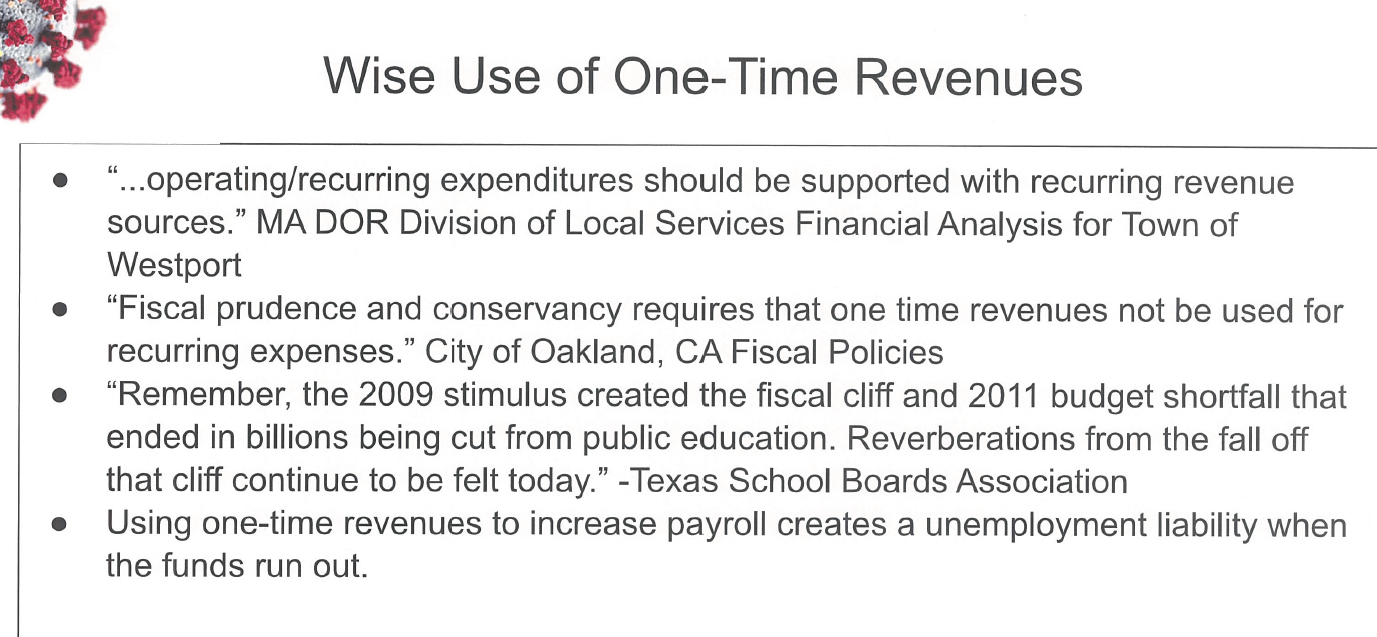 Wise Use of One-Time Revenues
● “...operating/recurring expenditures should be supported with recurring revenue
sources.” MA DOR Division of Local Services Financial Analysis for Town of
Westport
● “Fiscal prudence and conservancy requires that one time revenues not be used for
recurring expenses.” City of Oakland, CA Fiscal Policies
● “Remember, the 2009 stimulus created the fiscal cliff and 2011 budget shortfall that
ended in billions being cut from public education. Reverberations from the fall off
that cliff continue to be felt today.” -Texas School Boards Association
● Using one-time revenues to increase payroll creates a unemployment liability when
the funds run out.